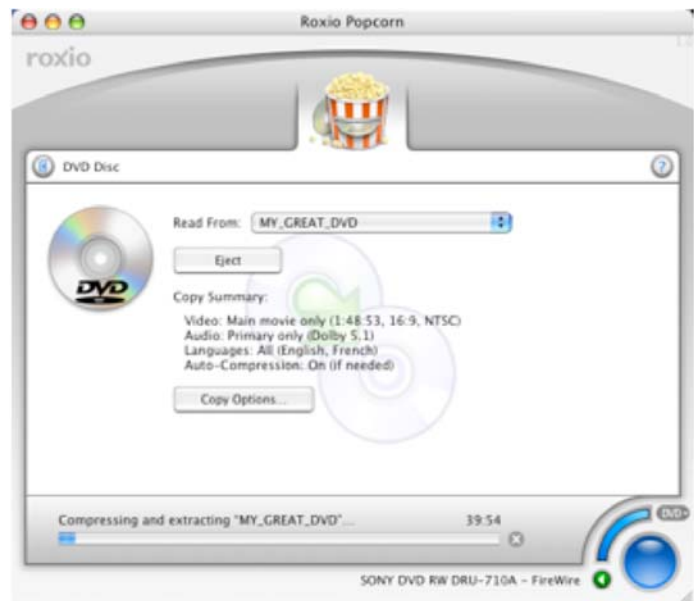 Roxio Popcorn
roxio
DVD Disc
?
Read From: MY_GREAT_DVD
Eject
DVD
Copy Summary:
Video: Main movie only (1:48:53, 16:9, NTSC)
Audio: Primary only (Dolby 5.1)
Languages: All (English, French)
Auto-Compression: On (if needed)
Copy Options...
Compressing and extracting "MY_GREAT_DVD"... 39:54
DVD+
SONY DVD RW DRU-710A - FireWire